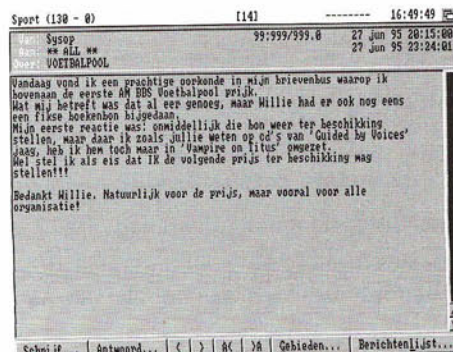 Sport (130 - 0) [14] -------- 16:49:49
Van: Sysop 99:999/999.0 27 jun 95 20:15:00
Aan: ** ALL ** 27 jun 95 23:24:01
Over: VOETBALPOOL
Vandaag vond ik een prachtige oorkonde in mijn brievenbus waarop ik
bovenaan de eerste AM BBS Voetbalpool prijk.
Wat mij betreft was dat al eer genoeg, maar Willie had er ook nog eens
een fikse boekenbon bijgedaan.
Mijn eerste reactie was: onmiddellijk die bon weer ter beschikking
stellen, maar daar ik zoals jullie weten op cd's van 'Guided by Voices'
jaag, heb ik hem toch maar in 'Vampire on Titus' omgezet.
Wel stel ik als eis dat IK de volgende prijs ter beschikking mag
stellen!!!
Bedankt Willie. Natuurlijk voor de prijs, maar vooral voor alle
organisatie!
Schrijf... Antwoord... < > A< >A Gebieden... Berichtenlijst...